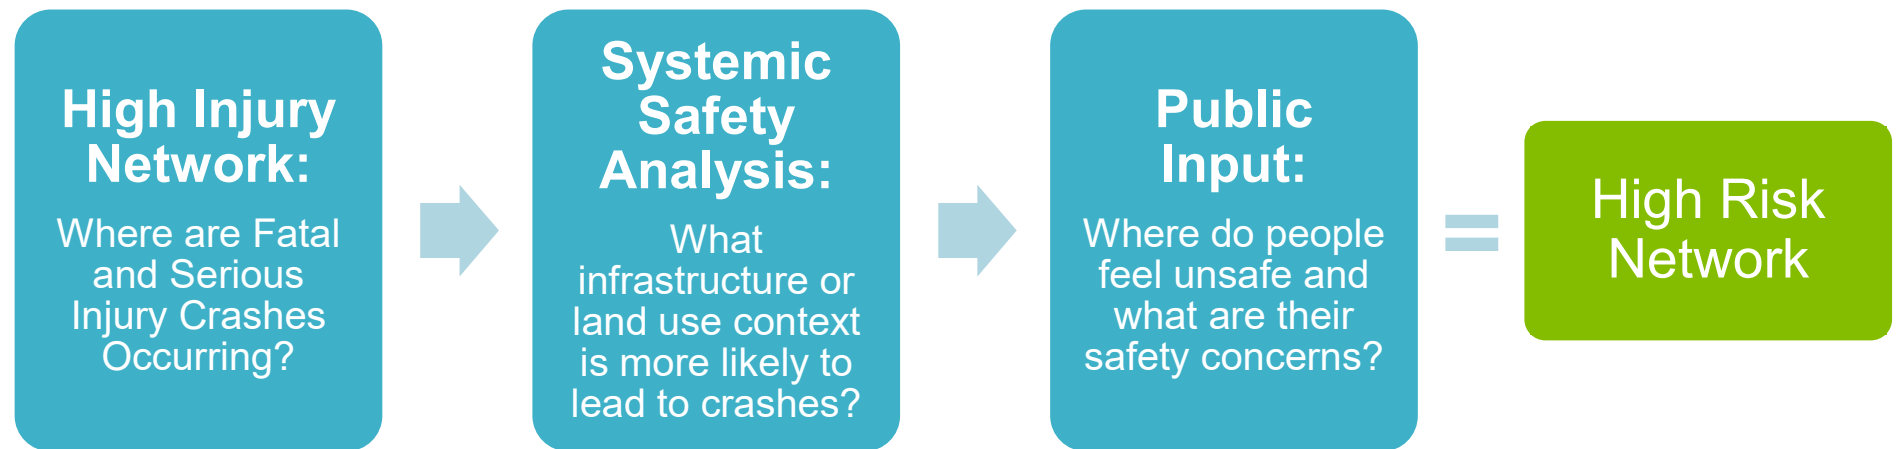 High Injury
Network:
Where are Fatal
and Serious
Injury Crashes
Occurring?
Systemic
Safety
Analysis:
What
infrastructure or
land use context
is more likely to
lead to crashes?
Public
Input:
Where do people
feel unsafe and
what are their
safety concerns?
=
High Risk
Network